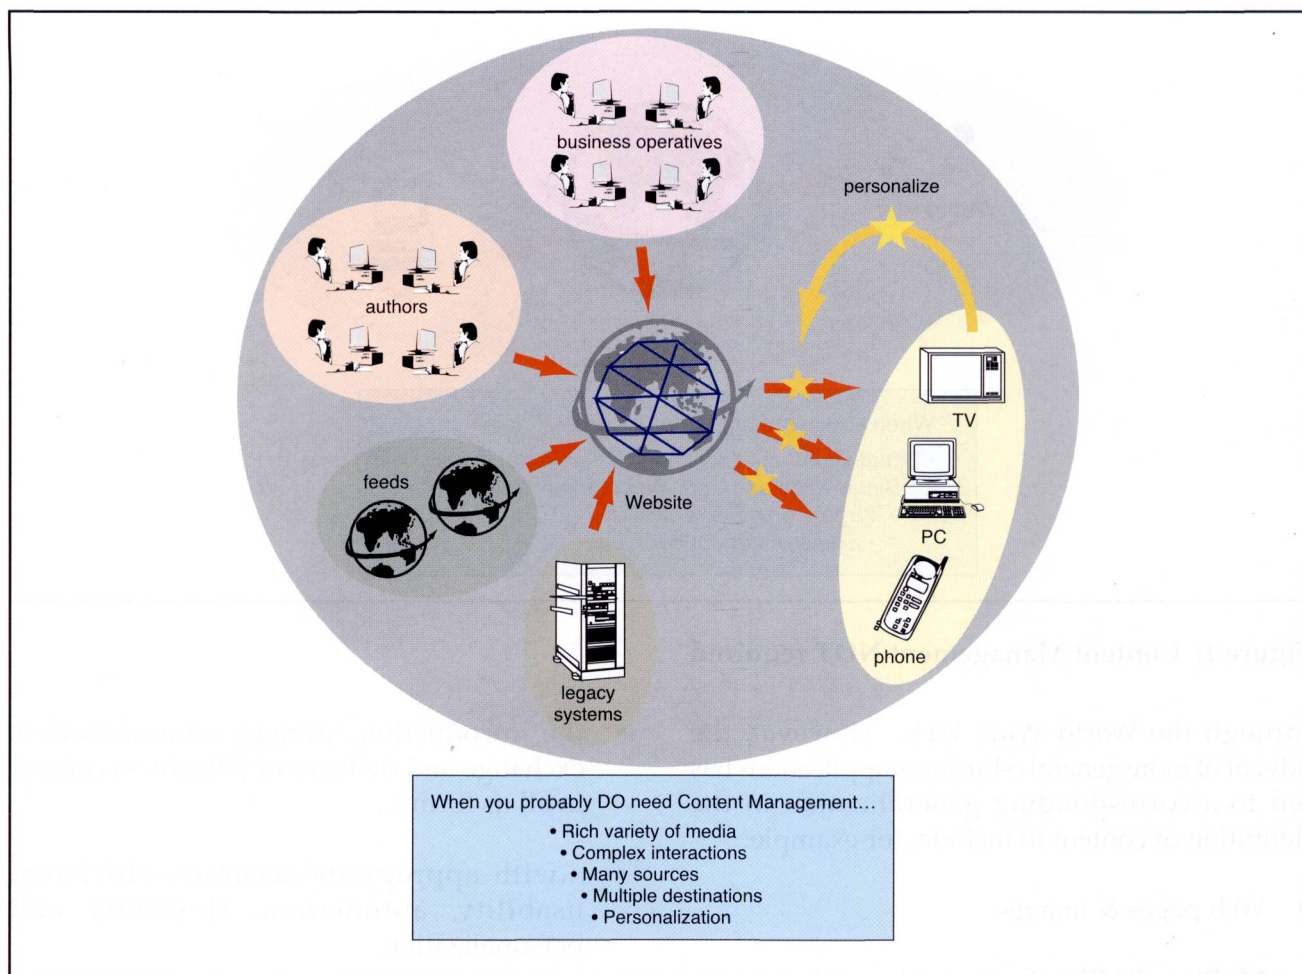 business operatives
personalize
authors
TV
feeds
Website
PC
phone
legacy
systems
When you probably DO need Content Management...
• Rich variety of media
• Complex interactions
• Many sources
• Multiple destinations
• Personalization